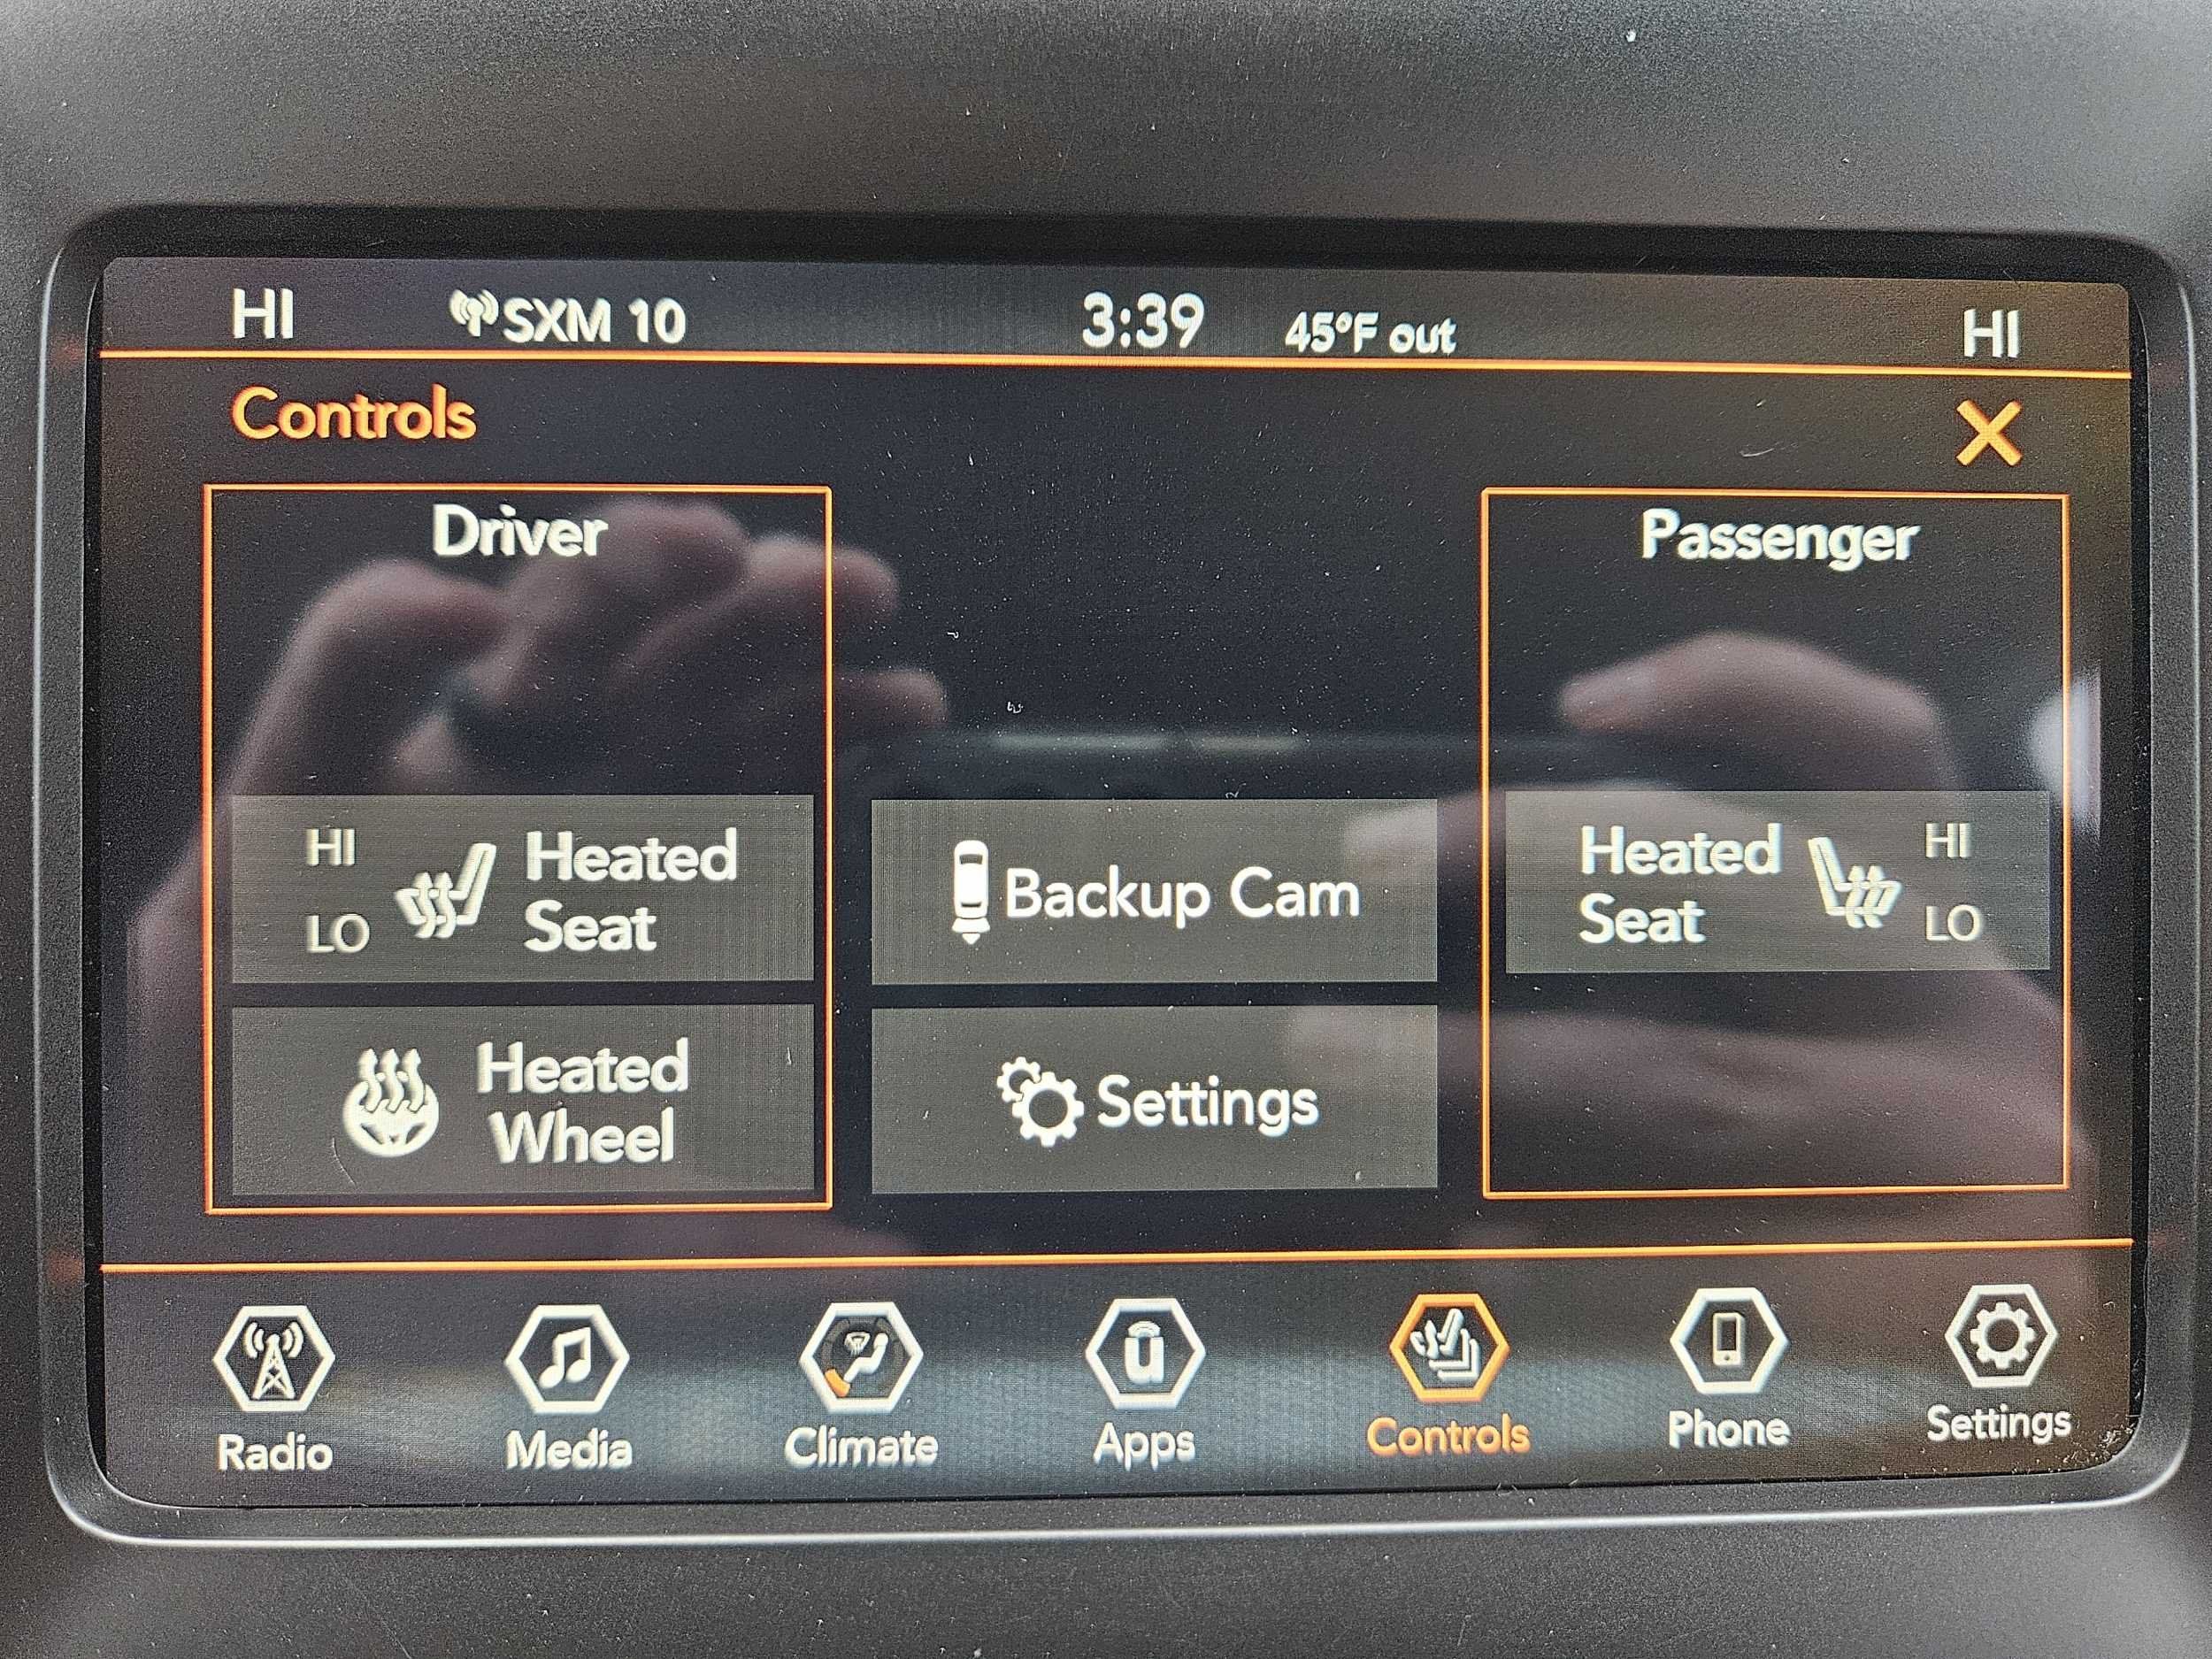 HI SXM 10 3:39 45°F out HI
Controls
Driver
Passenger
HI
LO
Heated
Seat
Backup Cam
Heated
Seat
HI
LO
Heated
Wheel
Settings
Radio Media Climate Apps Controls Phone Settings